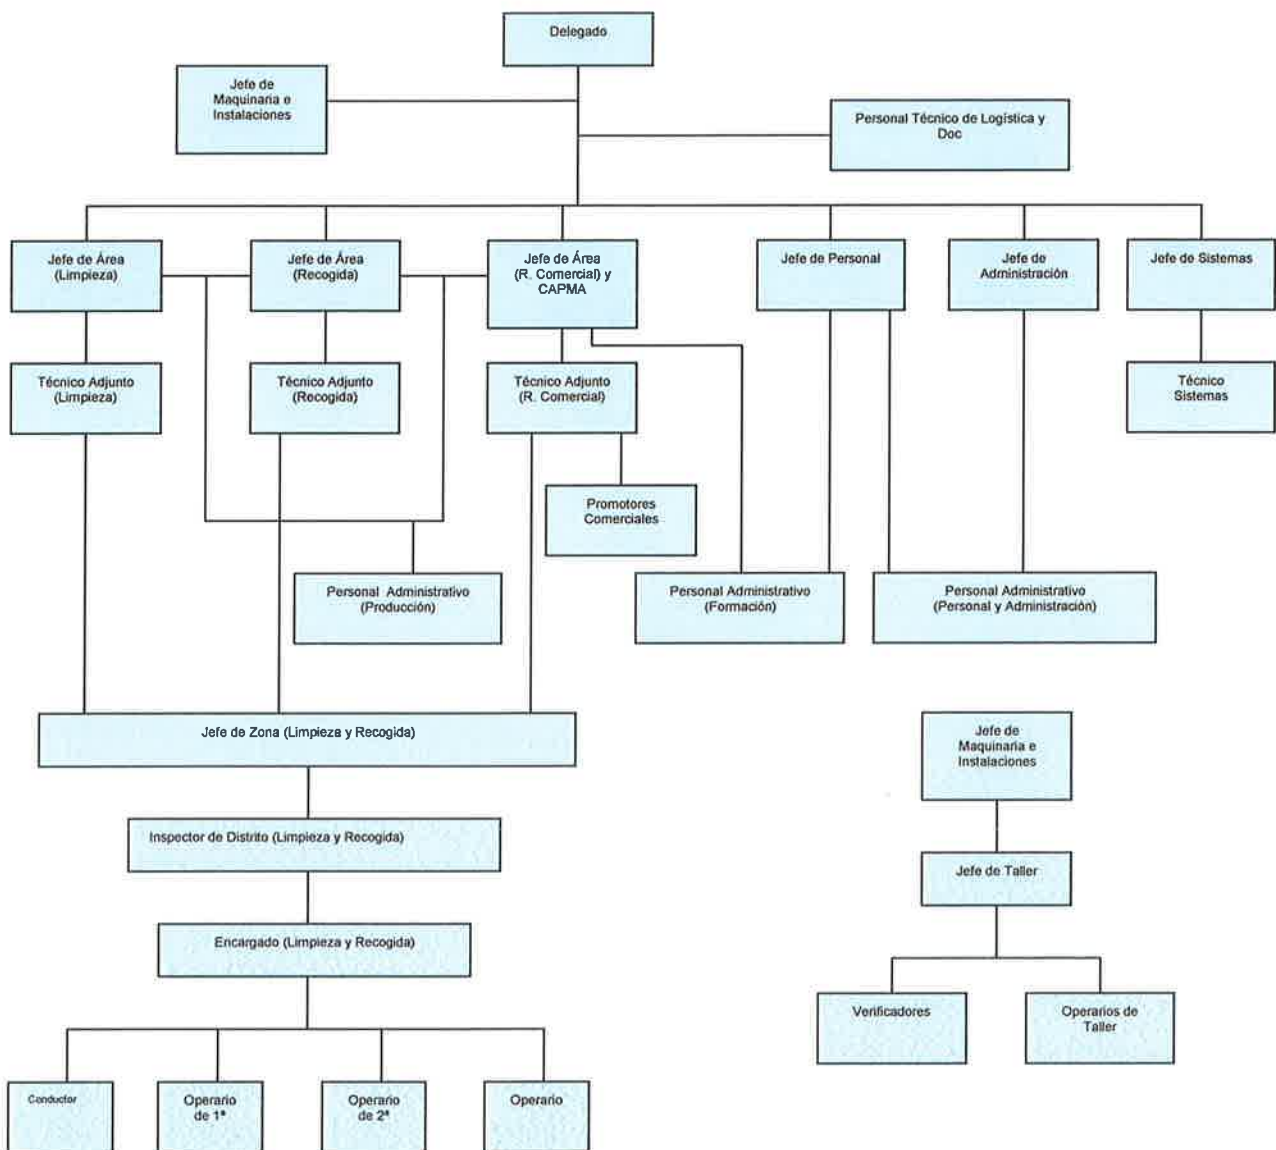 Delegado
Jefe de
Maquinaria e
Instalaciones
Personal Técnico de Logística y
Doc
Jefe de Área
(Limpieza)
Jefe de Área
(Recogida)
Jefe de Área
(R. Comercial) y
CAPMA
Jefe de Personal
Jefe de
Administración
Jefe de Sistemas
Técnico Adjunto
(Limpieza)
Técnico Adjunto
(Recogida)
Técnico Adjunto
(R. Comercial)
Técnico
Sistemas
Promotores
Comerciales
Personal Administrativo
(Producción)
Personal Administrativo
(Formación)
Personal Administrativo
(Personal y Administración)
Jefe de Zona (Limpieza y Recogida)
Inspector de Distrito (Limpieza y Recogida)
Encargado (Limpieza y Recogida)
Conductor
Operario
de 1ª
Operario
de 2ª
Operario
Jefe de
Maquinaria e
Instalaciones
Jefe de Taller
Verificadores
Operarios de
Taller